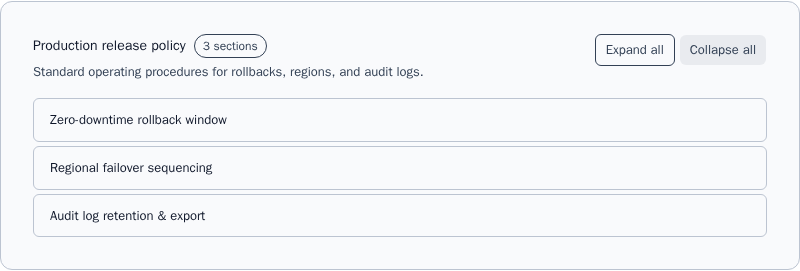 Production release policy
3 sections
Expand all
Collapse all
Standard operating procedures for rollbacks, regions, and audit logs.
Zero-downtime rollback window
Regional failover sequencing
Audit log retention & export